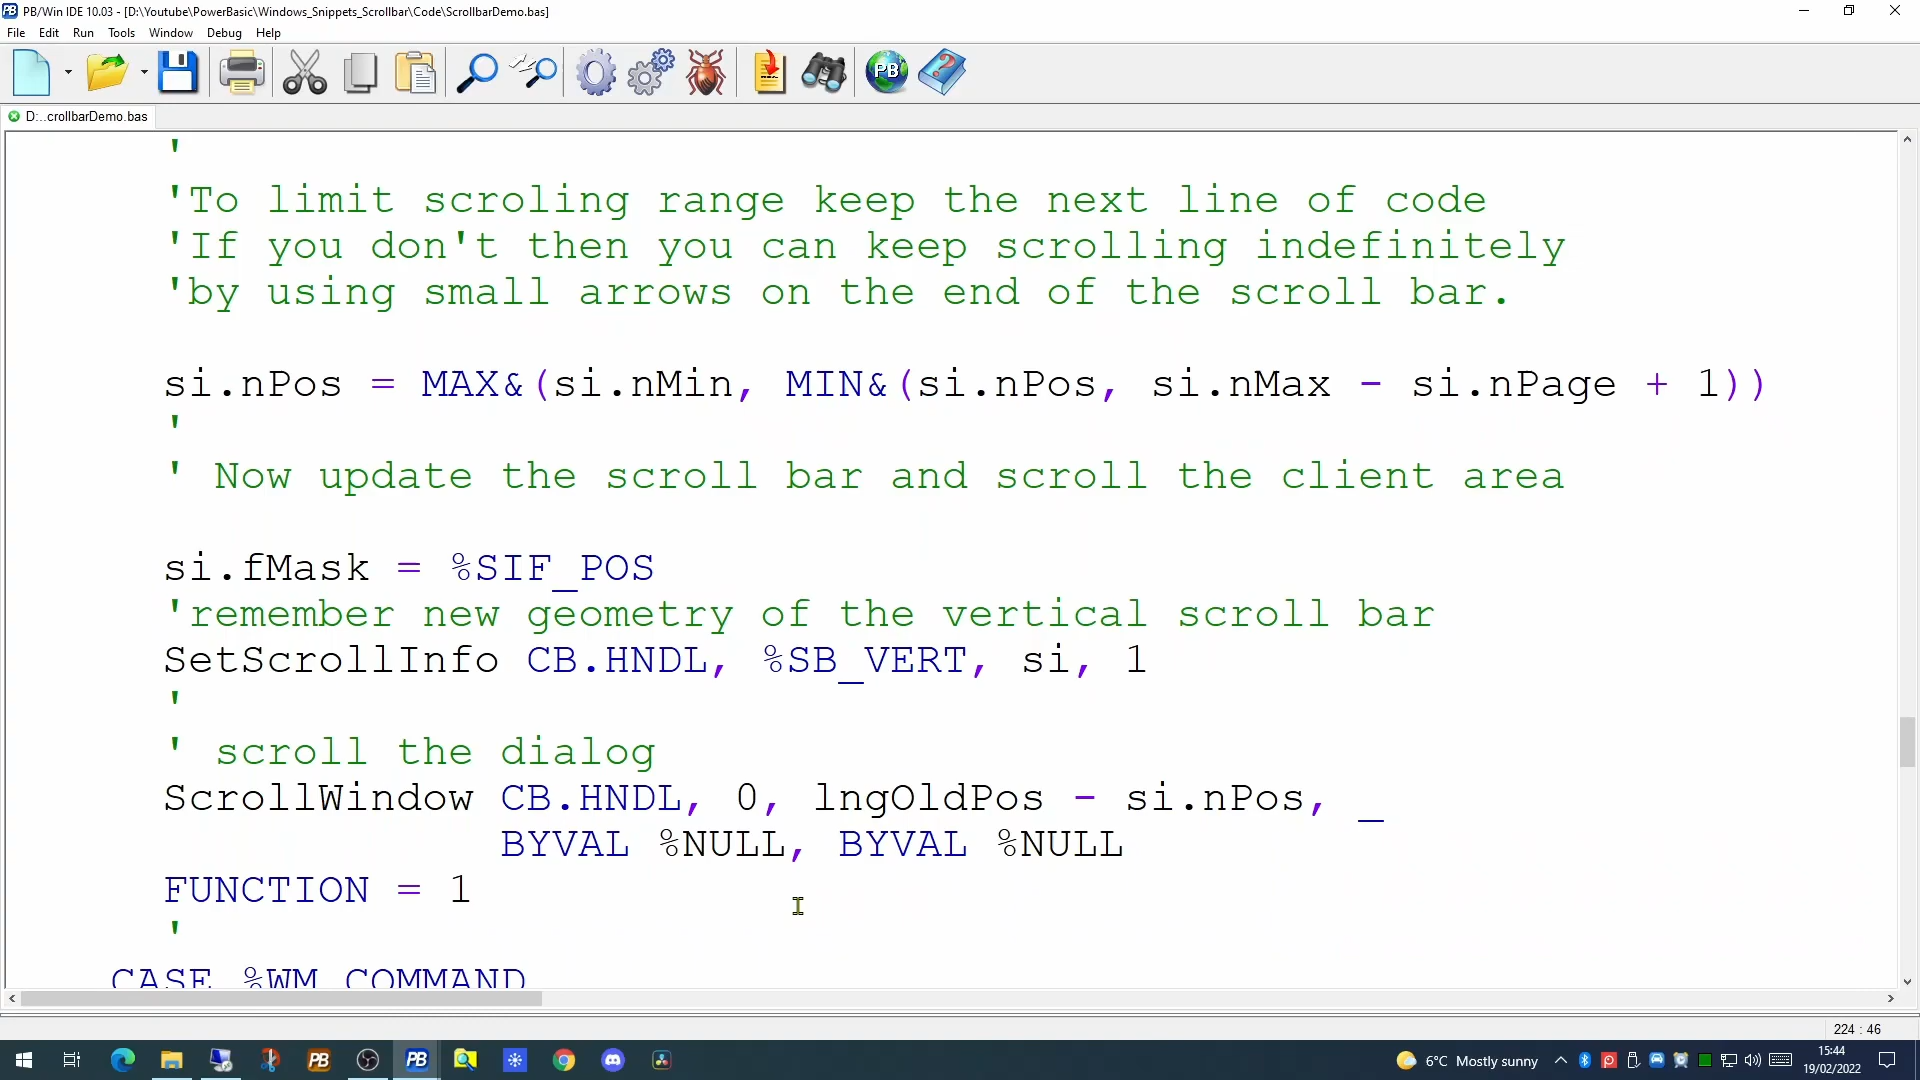 PB/Win IDE 10.03 - [D:\Youtube\PowerBasic\Windows_Snippets_Scrollbar\Code\ScrollbarDemo.bas]
File Edit Run Tools Window Debug Help
PB
D:..crollbarDemo.bas
'
'To limit scroling range keep the next line of code
'If you don't then you can keep scrolling indefinitely
'by using small arrows on the end of the scroll bar.
si.nPos = MAX&(si.nMin, MIN&(si.nPos, si.nMax - si.nPage + 1))
'
' Now update the scroll bar and scroll the client area
si.fMask = %SIF_POS
'remember new geometry of the vertical scroll bar
SetScrollInfo CB.HNDL, %SB_VERT, si, 1
'
' scroll the dialog
ScrollWindow CB.HNDL, 0, lngOldPos - si.nPos, _
BYVAL %NULL, BYVAL %NULL
FUNCTION = 1
'
CASE %WM_COMMAND
224 : 46
PB PB 6°C Mostly sunny 15:44
19/02/2022